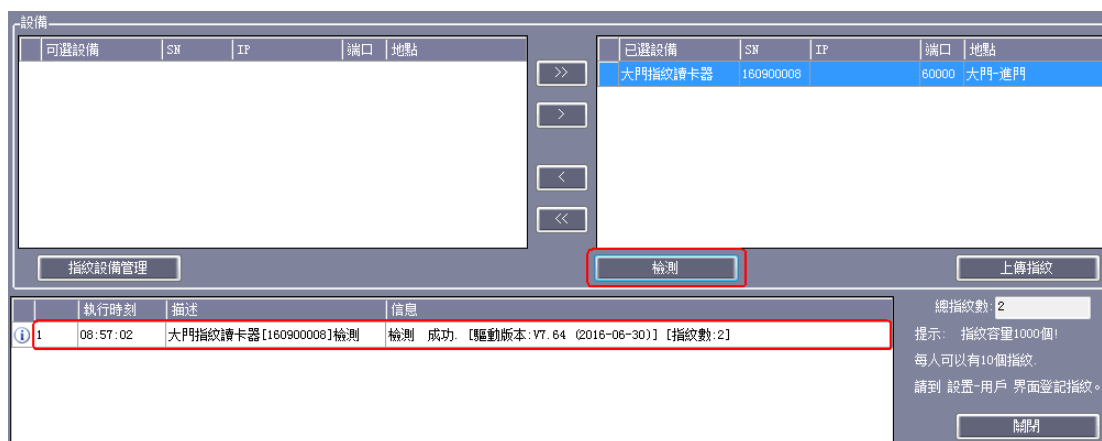 設備
可選設備 SN IP 端口 地點
已選設備 SN IP 端口 地點
大門指紋讀卡器 160900008 60000 大門-進門
>>
>
<
<<
指紋設備管理
檢測
上傳指紋
執行時刻 描述 信息
1 08:57:02 大門指紋讀卡器[160900008]檢測 檢測 成功. [驅動版本:V7.64 (2016-06-30)] [指紋數:2]
總指紋數: 2
提示: 指紋容量1000個!
每人可以有10個指紋.
請到 設置-用戶 界面登記指紋。
關閉